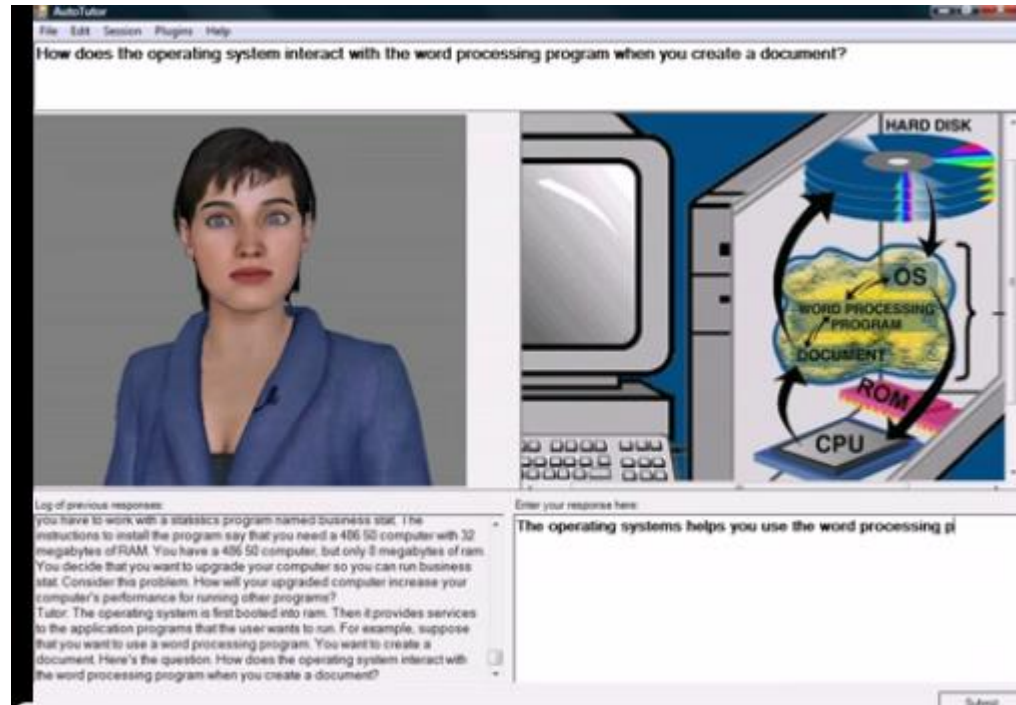 AutoTutor
File Edit Session Plugins Help
How does the operating system interact with the word processing program when you create a document?
HARD DISK
OS
WORD PROCESSING
PROGRAM
DOCUMENT
ROM
CPU
Log of previous responses:
you have to work with a statistics program named business stat. The
instructions to install the program say that you need a 486 50 computer with 32
megabytes of RAM. You have a 486 50 computer, but only 8 megabytes of ram.
You decide that you want to upgrade your computer so you can run business
stat. Consider this problem. How will your upgraded computer increase your
computer's performance for running other programs?
Tutor: The operating system is first booted into ram. Then it provides services
to the application programs that the user wants to run. For example, suppose
that you want to use a word processing program. You want to create a
document. Here's the question. How does the operating system interact with
the word processing program when you create a document?
Enter your response here:
The operating systems helps you use the word processing p
Submit